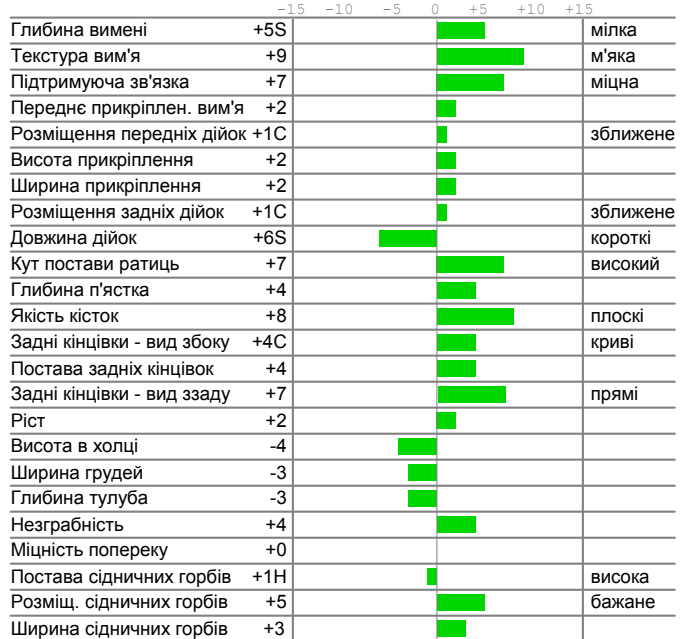 -15 -10 -5 0 +5 +10 +15
Глибина вимені +5S мілка
Текстура вим'я +9 м'яка
Підтримуюча зв'язка +7 міцна
Переднє прикріплен. вим'я +2
Розміщення передніх дійок +1C зближене
Висота прикріплення +2
Ширина прикріплення +2
Розміщення задніх дійок +1C зближене
Довжина дійок +6S короткі
Кут постави ратиць +7 високий
Глибина п'ястка +4
Якість кісток +8 плоскі
Задні кінцівки - вид збоку +4C криві
Постава задніх кінцівок +4
Задні кінцівки - вид ззаду +7 прямі
Ріст +2
Висота в холці -4
Ширина грудей -3
Глибина тулуба -3
Незграбність +4
Міцність попереку +0
Постава сідничних горбів +1H висока
Розміщ. сідничних горбів +5 бажане
Ширина сідничних горбів +3